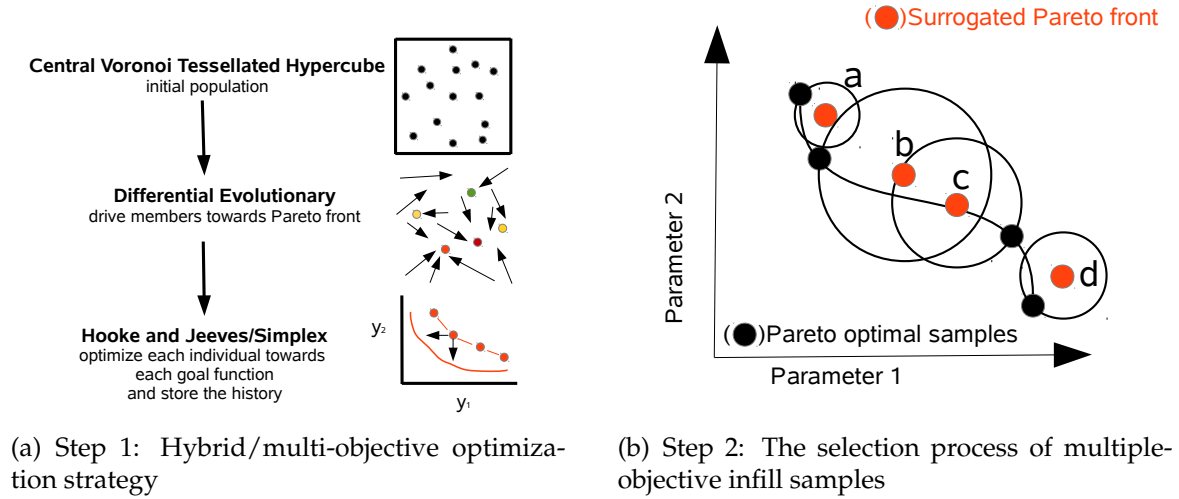 Central Voronoi Tessellated Hypercube
initial population
Differential Evolutionary
drive members towards Pareto front
Hooke and Jeeves/Simplex
optimize each individual towards
each goal function
and store the history
y₂
y₁
(a) Step 1: Hybrid/multi-objective optimiza-
tion strategy
( )Surrogated Pareto front
a
b
c
d
Parameter 2
( )Pareto optimal samples
Parameter 1
(b) Step 2: The selection process of multiple-
objective infill samples